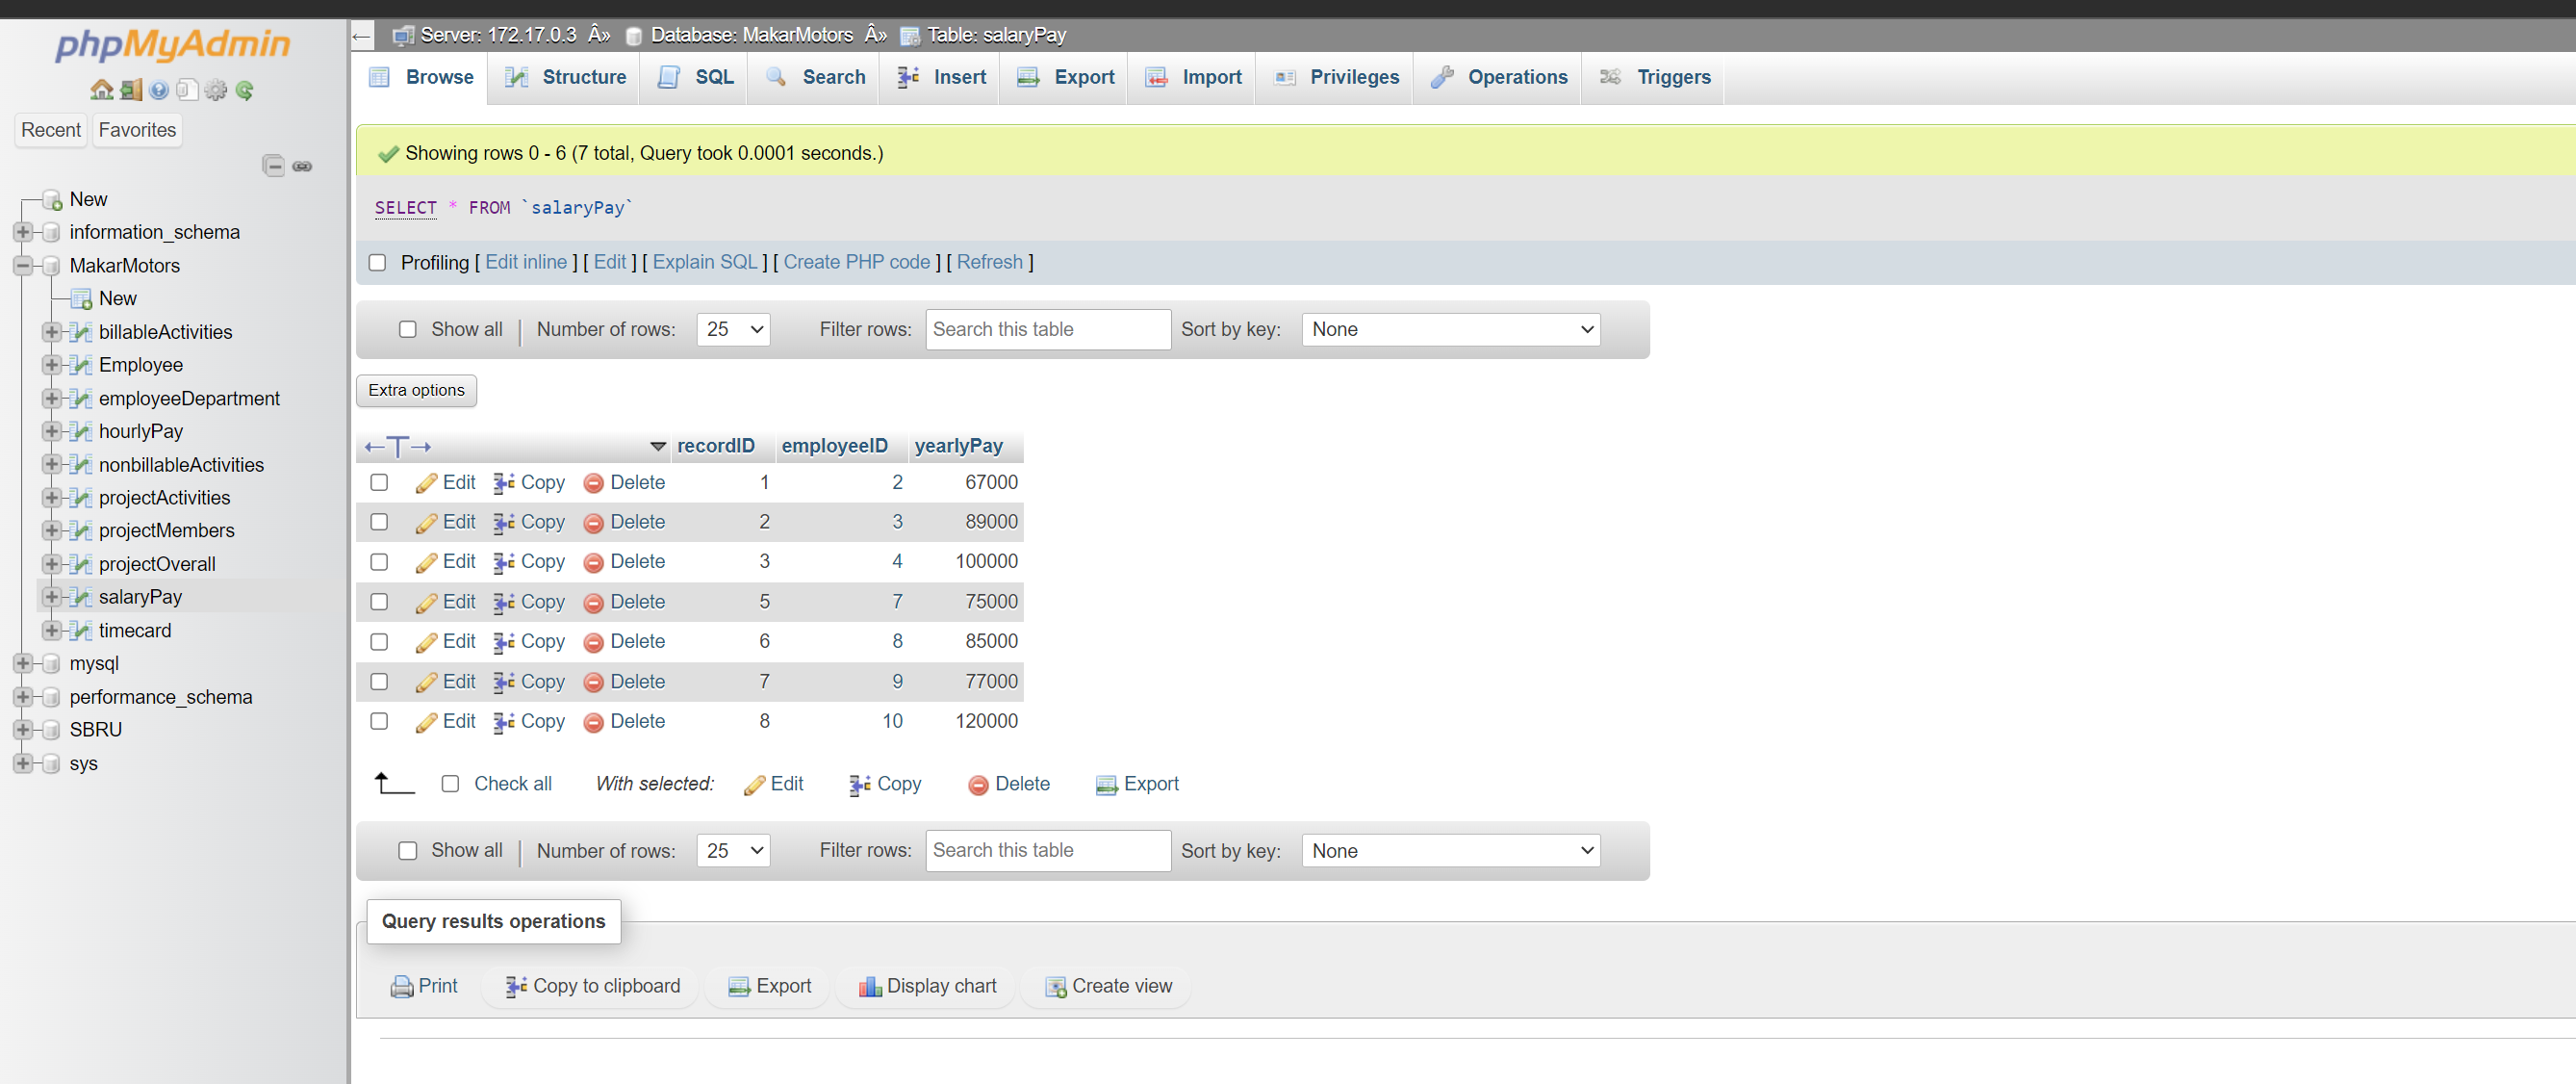 phpMyAdmin
Recent Favorites
New
information_schema
MakarMotors
New
billableActivities
Employee
employeeDepartment
hourlyPay
nonbillableActivities
projectActivities
projectMembers
projectOverall
salaryPay
timecard
mysql
performance_schema
SBRU
sys
Server: 172.17.0.3 Â» Database: MakarMotors Â» Table: salaryPay
Browse Structure SQL Search Insert Export Import Privileges Operations Triggers
Showing rows 0 - 6 (7 total, Query took 0.0001 seconds.)
SELECT * FROM `salaryPay`
Profiling [ Edit inline ] [ Edit ] [ Explain SQL ] [ Create PHP code ] [ Refresh ]
Show all | Number of rows: 25 Filter rows: Search this table Sort by key: None
Extra options
←T→ recordID employeeID yearlyPay
Edit Copy Delete 1 2 67000
Edit Copy Delete 2 3 89000
Edit Copy Delete 3 4 100000
Edit Copy Delete 5 7 75000
Edit Copy Delete 6 8 85000
Edit Copy Delete 7 9 77000
Edit Copy Delete 8 10 120000
Check all With selected: Edit Copy Delete Export
Show all | Number of rows: 25 Filter rows: Search this table Sort by key: None
Query results operations
Print Copy to clipboard Export Display chart Create view